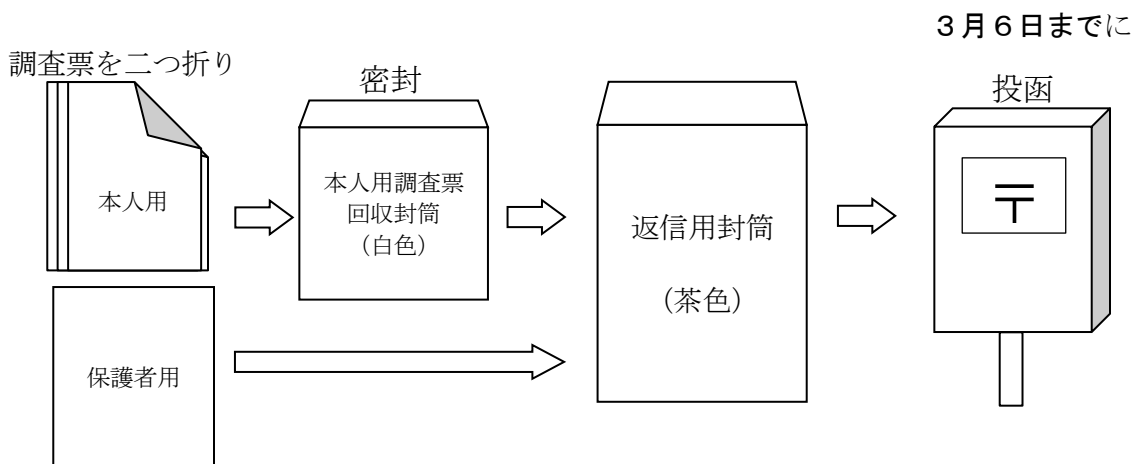 3月6日までに
調査票を二つ折り
密封
投函
本人用
本人用調査票
回収封筒
（白色）
返信用封筒
（茶色）
〒
保護者用